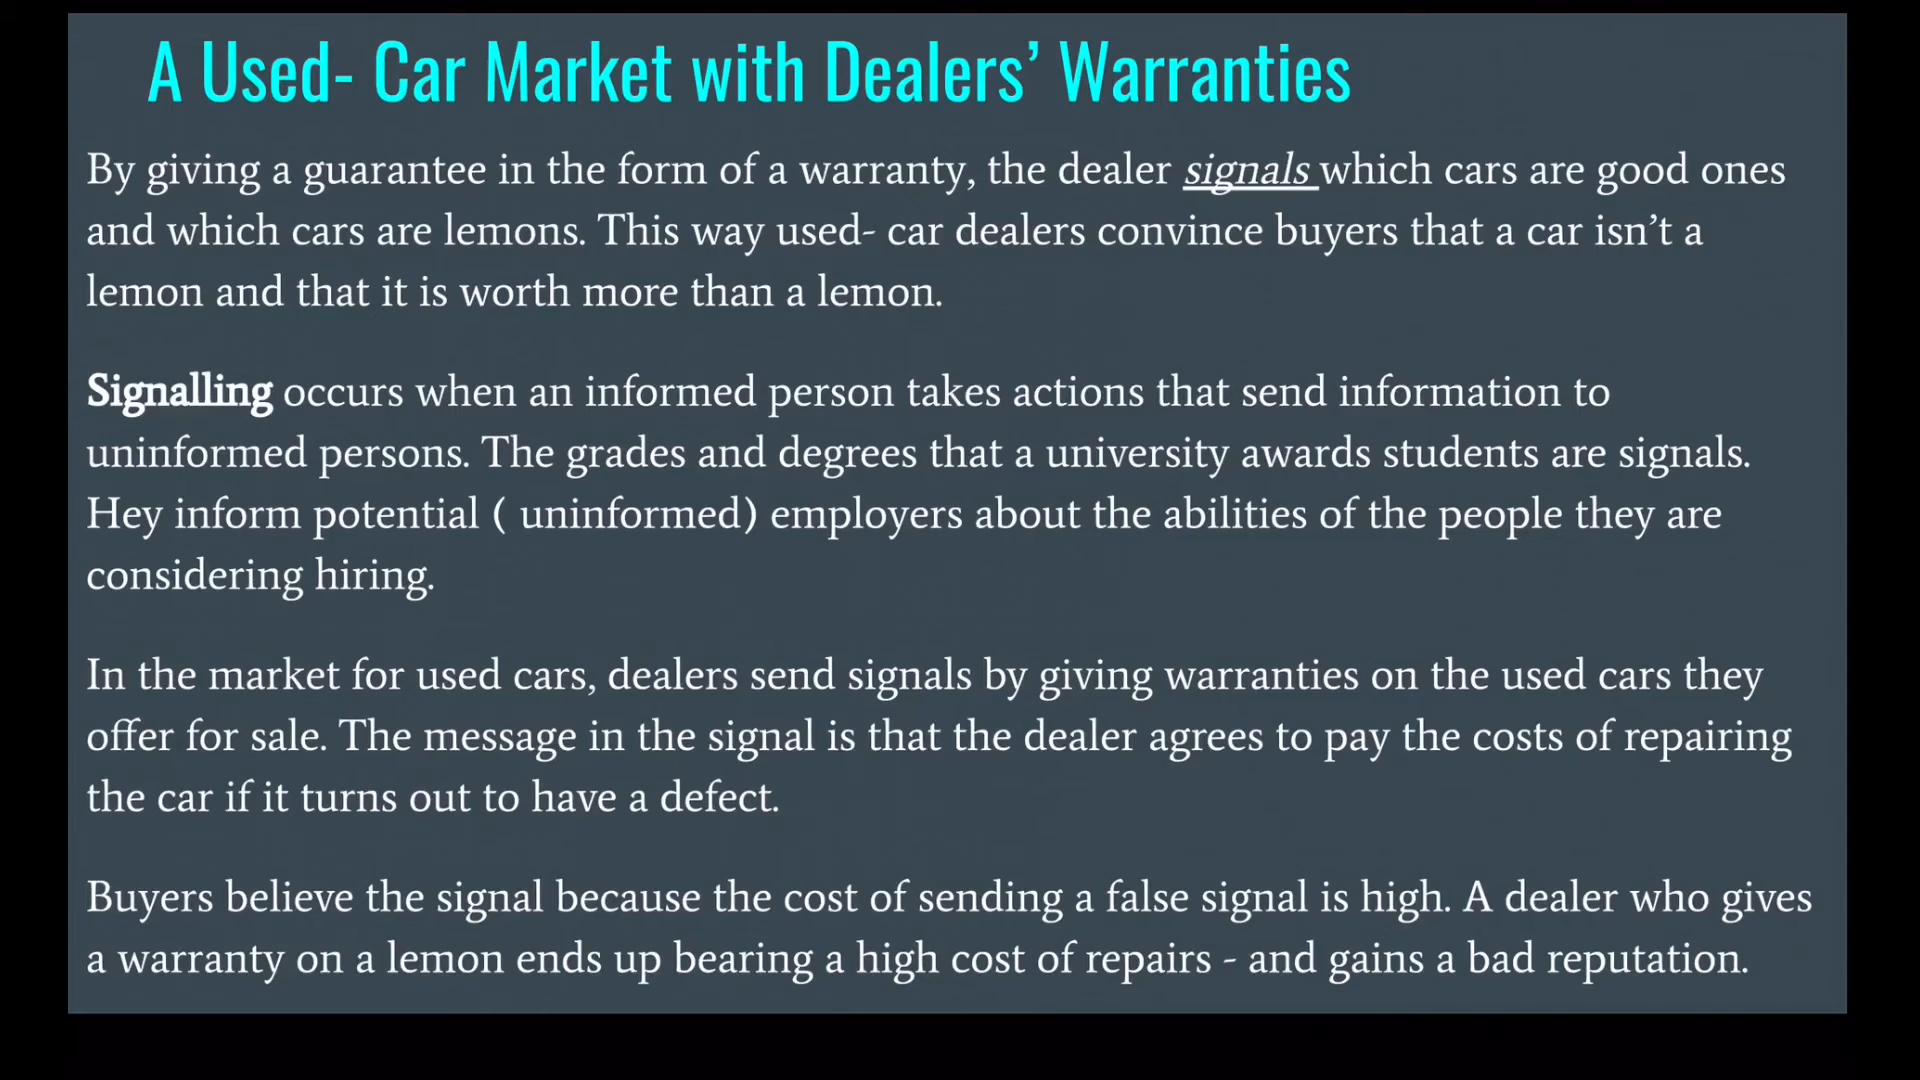 A Used- Car Market with Dealers’ Warranties
By giving a guarantee in the form of a warranty, the dealer signals which cars are good ones
and which cars are lemons. This way used- car dealers convince buyers that a car isn’t a
lemon and that it is worth more than a lemon.
Signalling occurs when an informed person takes actions that send information to
uninformed persons. The grades and degrees that a university awards students are signals.
Hey inform potential ( uninformed) employers about the abilities of the people they are
considering hiring.
In the market for used cars, dealers send signals by giving warranties on the used cars they
offer for sale. The message in the signal is that the dealer agrees to pay the costs of repairing
the car if it turns out to have a defect.
Buyers believe the signal because the cost of sending a false signal is high. A dealer who gives
a warranty on a lemon ends up bearing a high cost of repairs - and gains a bad reputation.